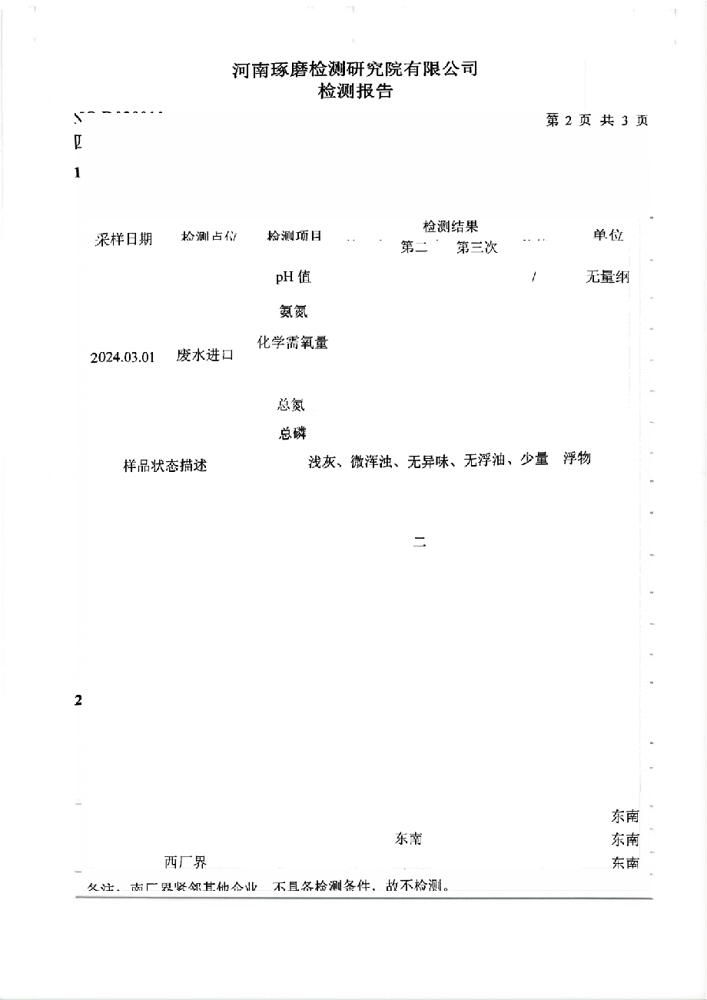 河南琢磨检测研究院有限公司
检测报告
第 2 页 共 3 页
1
检测结果
采样日期 检测点位 检测项目 单位
第二 第三次
pH 值 / 无量纲
氨氮
化学需氧量
2024.03.01 废水进口
总氮
总磷
样品状态描述 浅灰、微浑浊、无异味、无浮油、少量 浮物
二
2
东南
东南 东南
西厂界 东南
备注：南厂界紧邻其他企业 不具备检测条件，故不检测。